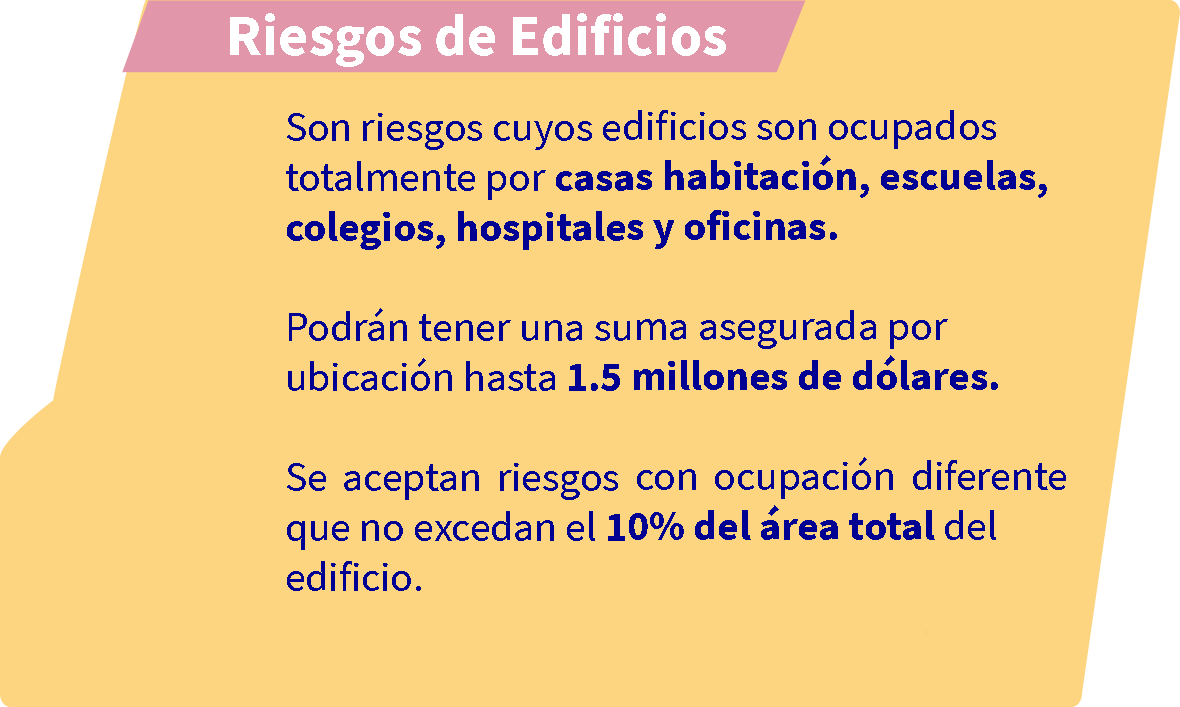 Riesgos de Edificios
Son riesgos cuyos edificios son ocupados
totalmente por casas habitación, escuelas,
colegios, hospitales y oficinas.
Podrán tener una suma asegurada por
ubicación hasta 1.5 millones de dólares.
Se aceptan riesgos con ocupación diferente
que no excedan el 10% del área total del
edificio.